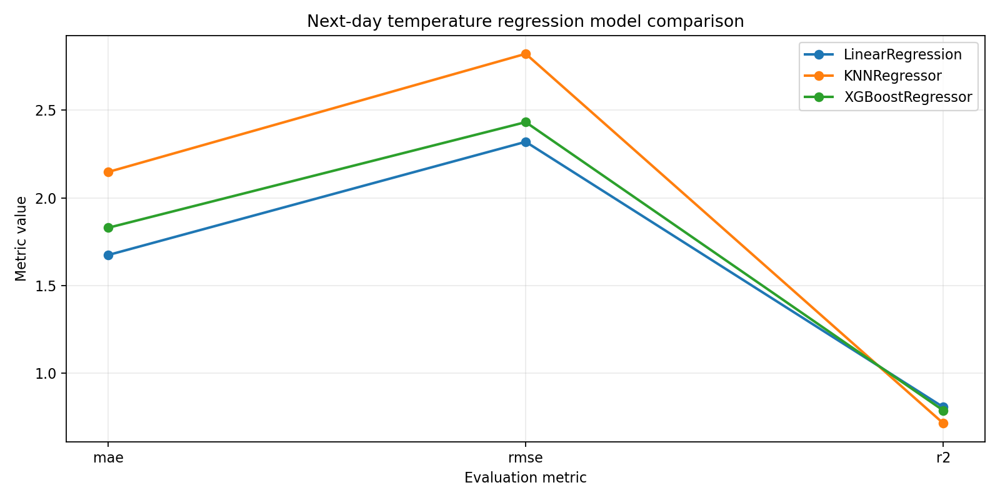 Next-day temperature regression model comparison
LinearRegression
KNNRegressor
XGBoostRegressor
Metric value
2.5
2.0
1.5
1.0
mae
rmse
r2
Evaluation metric